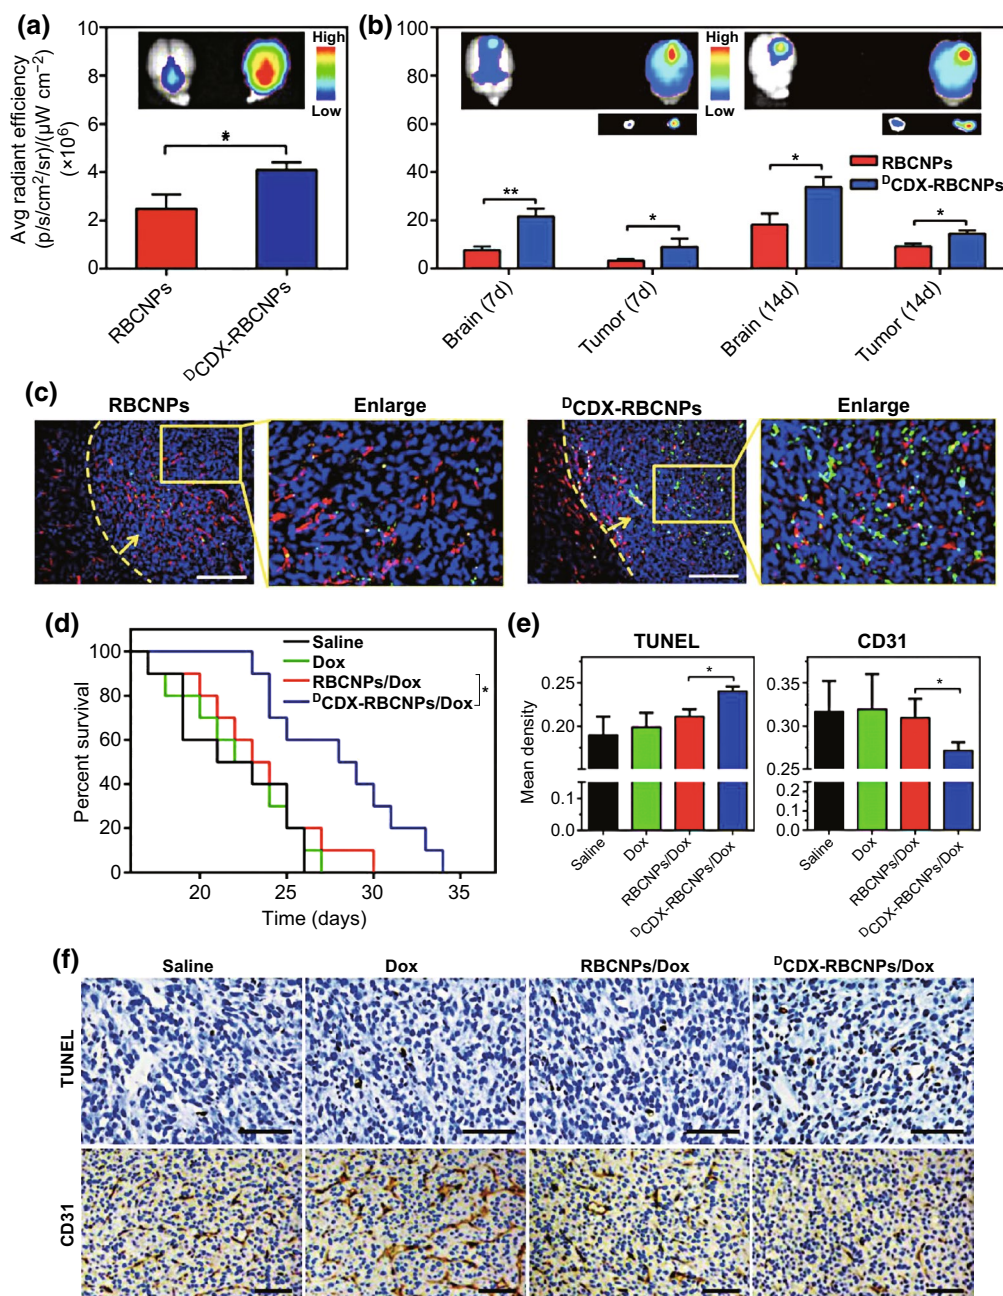 (a)
10
8
6
4
2
0
Avg radiant efficiency
(p/s/cm²/sr)/(μW cm⁻²)
(×10⁶)
High
Low
*
RBCNPs
ᴰCDX-RBCNPs
(b)
100
80
60
40
20
0
High
Low
RBCNPs
ᴰCDX-RBCNPs
**
*
*
*
Brain (7d)
Tumor (7d)
Brain (14d)
Tumor (14d)
(c)
RBCNPs
Enlarge
ᴰCDX-RBCNPs
Enlarge
(d)
Saline
Dox
RBCNPs/Dox
ᴰCDX-RBCNPs/Dox
*
100
80
60
40
20
0
Percent survival
20 25 30 35
Time (days)
(e)
TUNEL
0.25
0.20
0.1
0.0
Mean density
*
Saline
Dox
RBCNPs/Dox
ᴰCDX-RBCNPs/Dox
CD31
0.35
0.30
0.25
0.2
0.1
0.0
*
Saline
Dox
RBCNPs/Dox
ᴰCDX-RBCNPs/Dox
(f)
Saline
Dox
RBCNPs/Dox
ᴰCDX-RBCNPs/Dox
TUNEL
CD31